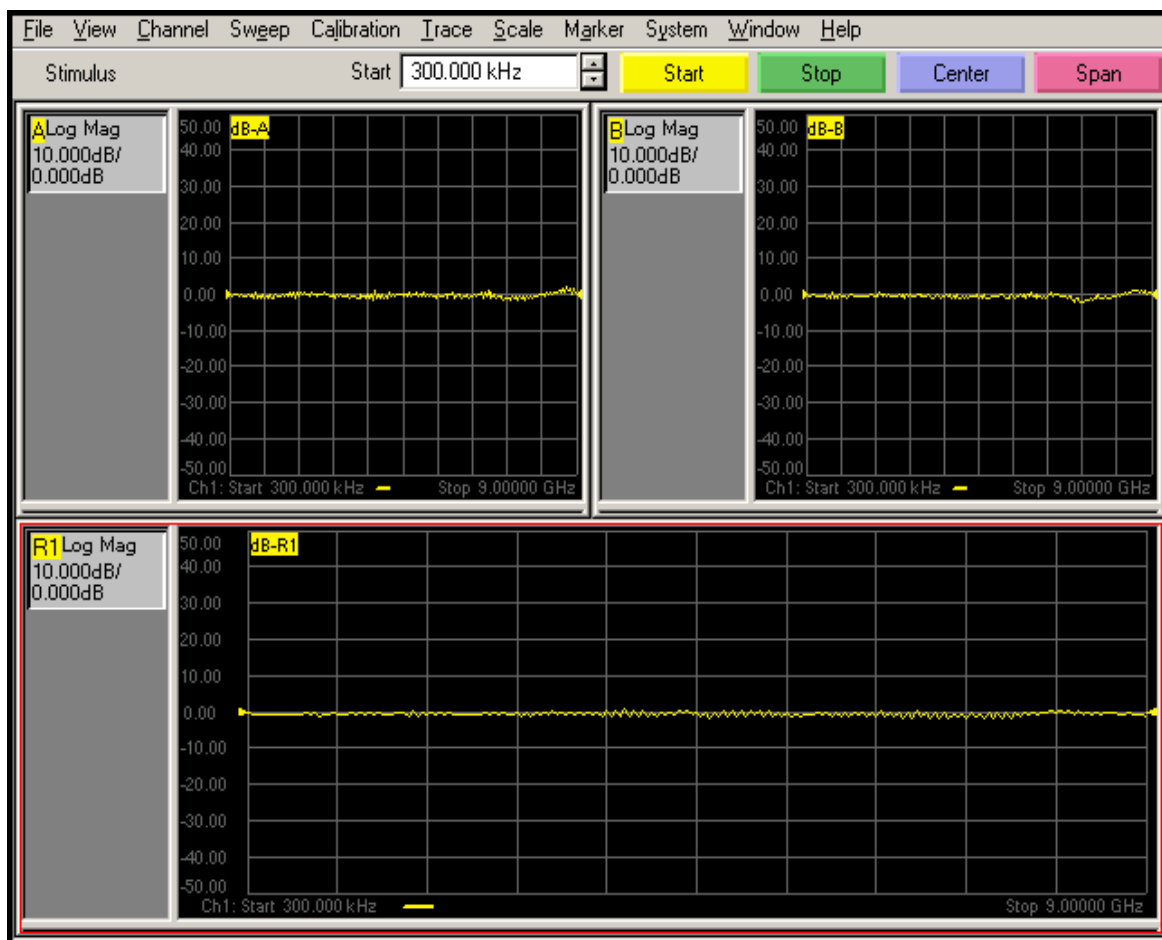 File View Channel Sweep Calibration Trace Scale Marker System Window Help
Stimulus Start 300.000 kHz Start Stop Center Span
A Log Mag
10.000dB/
0.000dB
50.00 dB-A
40.00
30.00
20.00
10.00
0.00
-10.00
-20.00
-30.00
-40.00
-50.00
Ch1: Start 300.000 kHz Stop 9.00000 GHz
B Log Mag
10.000dB/
0.000dB
50.00 dB-B
40.00
30.00
20.00
10.00
0.00
-10.00
-20.00
-30.00
-40.00
-50.00
Ch1: Start 300.000 kHz Stop 9.00000 GHz
R1 Log Mag
10.000dB/
0.000dB
50.00 dB-R1
40.00
30.00
20.00
10.00
0.00
-10.00
-20.00
-30.00
-40.00
-50.00
Ch1: Start 300.000 kHz Stop 9.00000 GHz